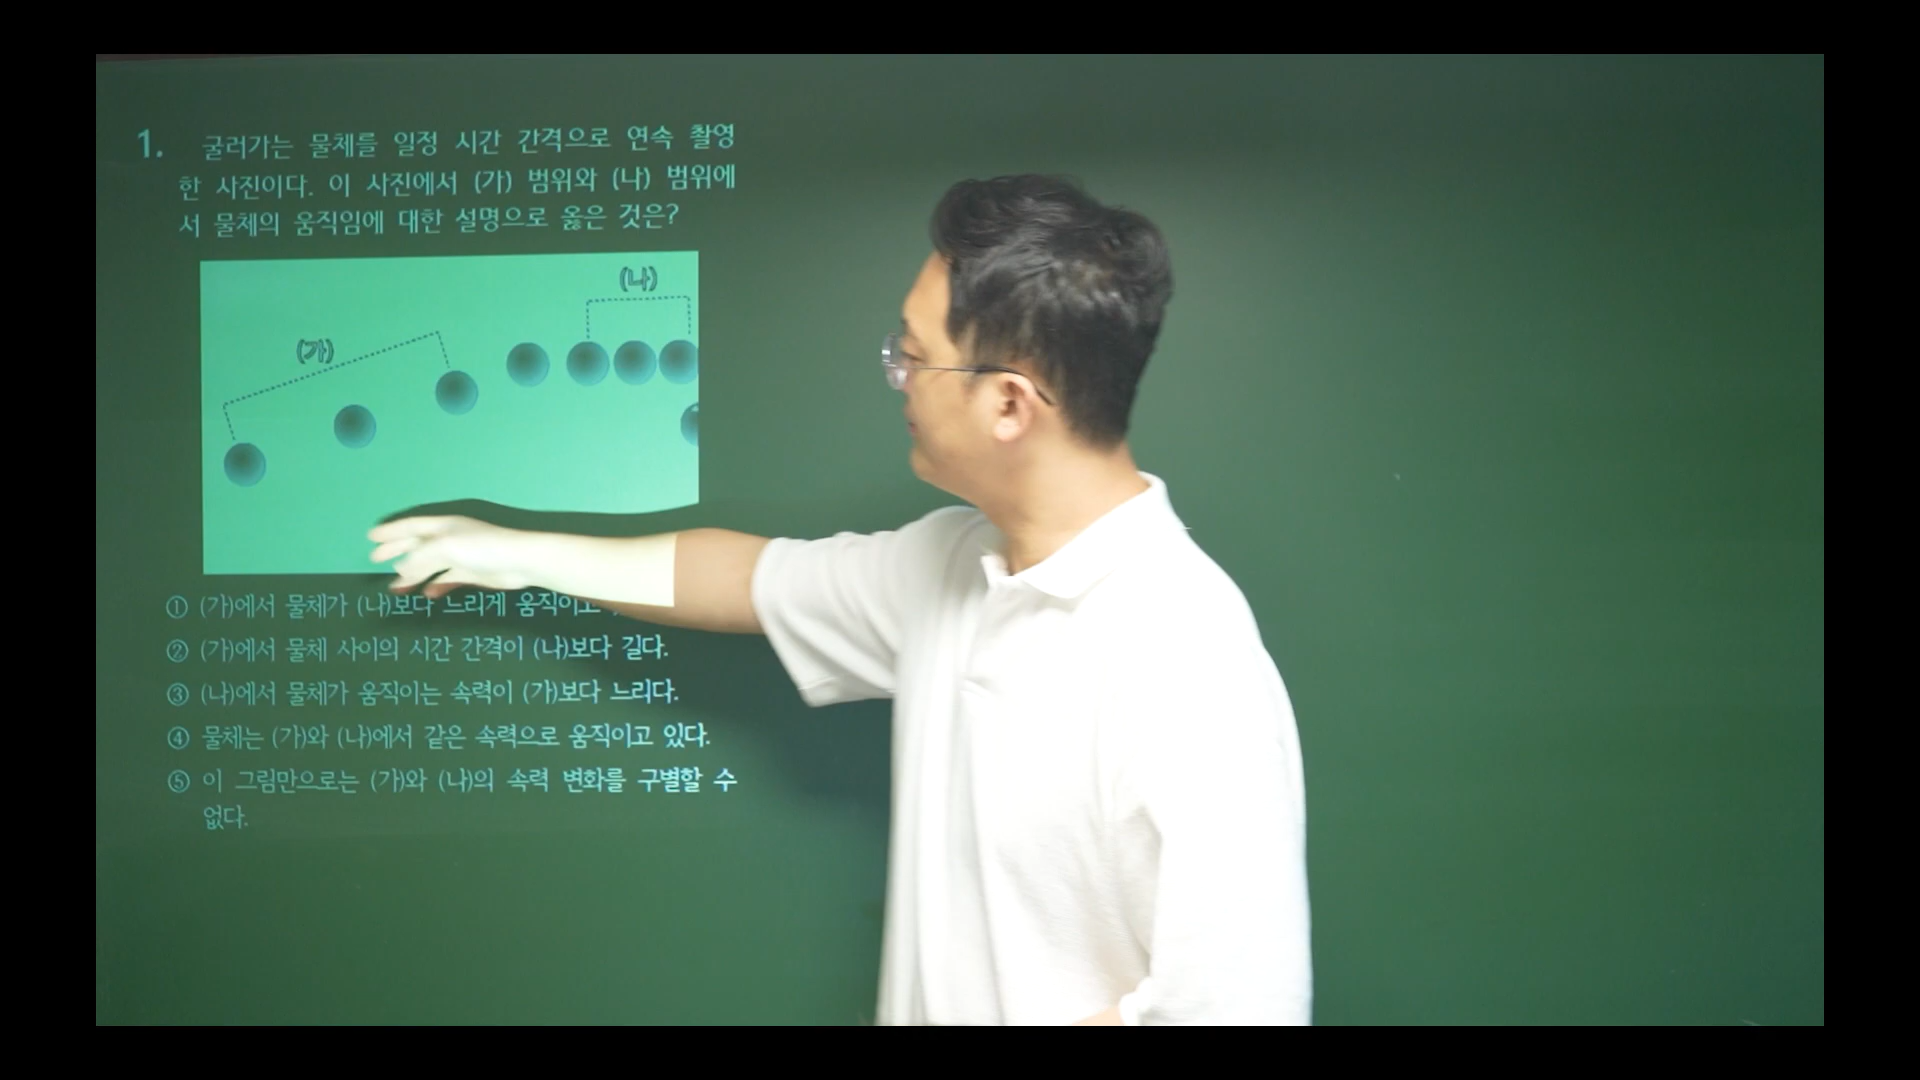 1. 굴러가는 물체를 일정 시간 간격으로 연속 촬영
한 사진이다. 이 사진에서 (가) 범위와 (나) 범위에
서 물체의 움직임에 대한 설명으로 옳은 것은?
(나)
(가)
① (가)에서 물체가 (나)보다 느리게 움직이고
② (가)에서 물체 사이의 시간 간격이 (나)보다 길다.
③ (나)에서 물체가 움직이는 속력이 (가)보다 느리다.
④ 물체는 (가)와 (나)에서 같은 속력으로 움직이고 있다.
⑤ 이 그림만으로는 (가)와 (나)의 속력 변화를 구별할 수
없다.